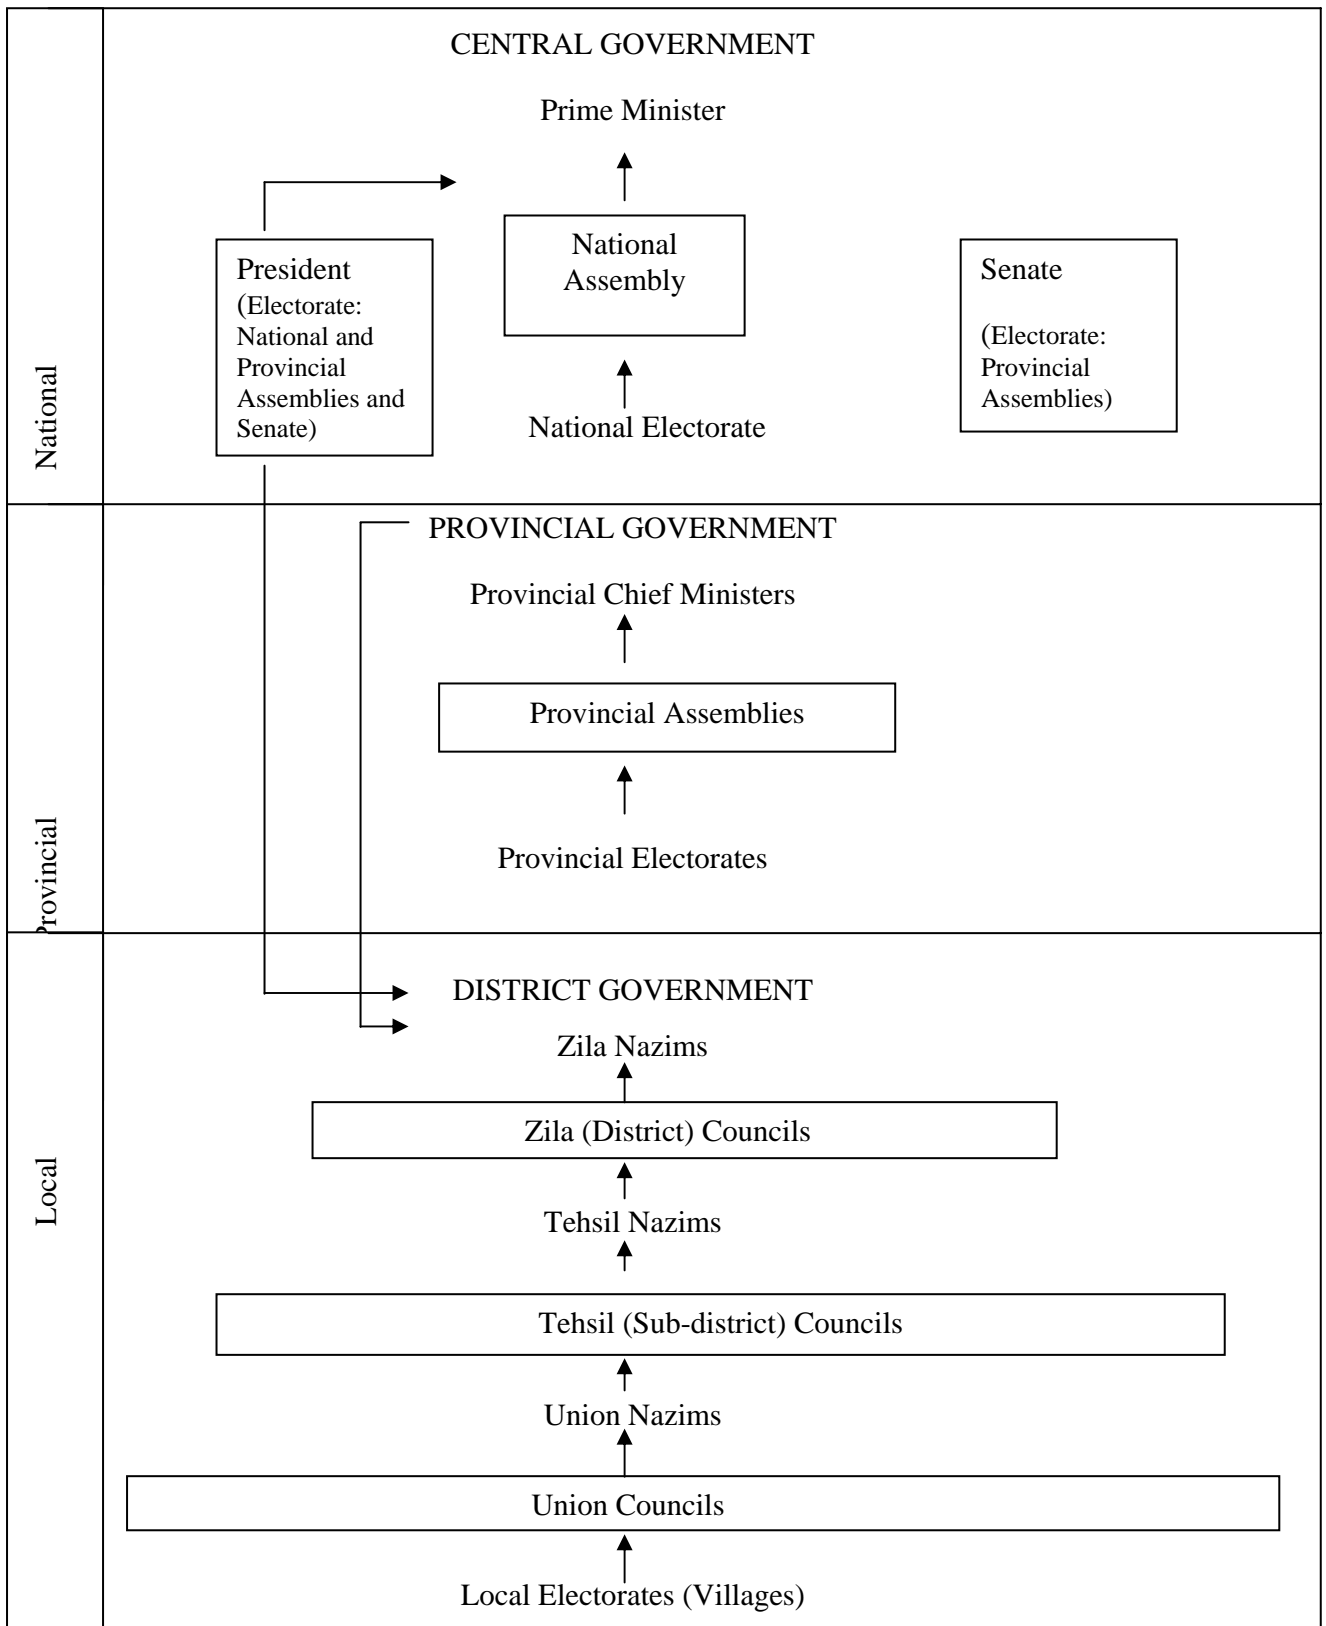 CENTRAL GOVERNMENT
Prime Minister
National
Assembly
President
(Electorate:
National and
Provincial
Assemblies and
Senate)
Senate
(Electorate:
Provincial
Assemblies)
National Electorate
National
PROVINCIAL GOVERNMENT
Provincial Chief Ministers
Provincial Assemblies
Provincial Electorates
Provincial
DISTRICT GOVERNMENT
Zila Nazims
Zila (District) Councils
Local
Tehsil Nazims
Tehsil (Sub-district) Councils
Union Nazims
Union Councils
Local Electorates (Villages)